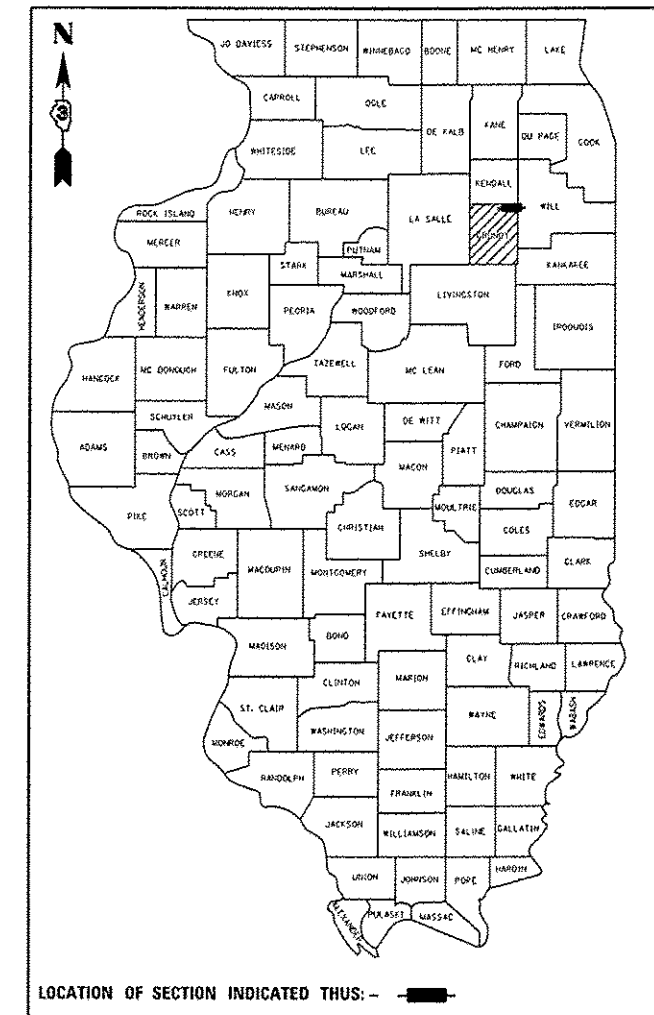 N
JO DAVIESS STEPHENSON WINNEBAGO BOONE MC HENRY LAKE
CARROLL OGLE DE KALB KANE DU PAGE COOK
WHITESIDE LEE KENDALL WILL
ROCK ISLAND HENRY BUREAU LA SALLE GRUNDY
MERCER PUTNAM KANKAKEE
STARK MARSHALL LIVINGSTON
HENDERSON WARREN KNOX PEORIA WOODFORD IROQUOIS
HANCOCK MC DONOUGH FULTON TAZEWELL MC LEAN FORD
SCHUYLER MASON LOGAN DE WITT CHAMPAIGN VERMILION
ADAMS BROWN CASS MENARD MACON PIATT
PIKE SCOTT MORGAN SANGAMON CHRISTIAN MOULTRIE DOUGLAS EDGAR
COLES
CALHOUN GREENE MACOUPIN MONTGOMERY SHELBY CUMBERLAND CLARK
JERSEY FAYETTE EFFINGHAM JASPER CRAWFORD
MADISON BOND CLAY RICHLAND LAWRENCE
ST. CLAIR CLINTON MARION WAYNE EDWARDS WABASH
MONROE WASHINGTON JEFFERSON
RANDOLPH PERRY HAMILTON WHITE
FRANKLIN
JACKSON WILLIAMSON SALINE GALLATIN
UNION JOHNSON POPE HARDIN
ALEXANDER PULASKI MASSAC
LOCATION OF SECTION INDICATED THUS: -